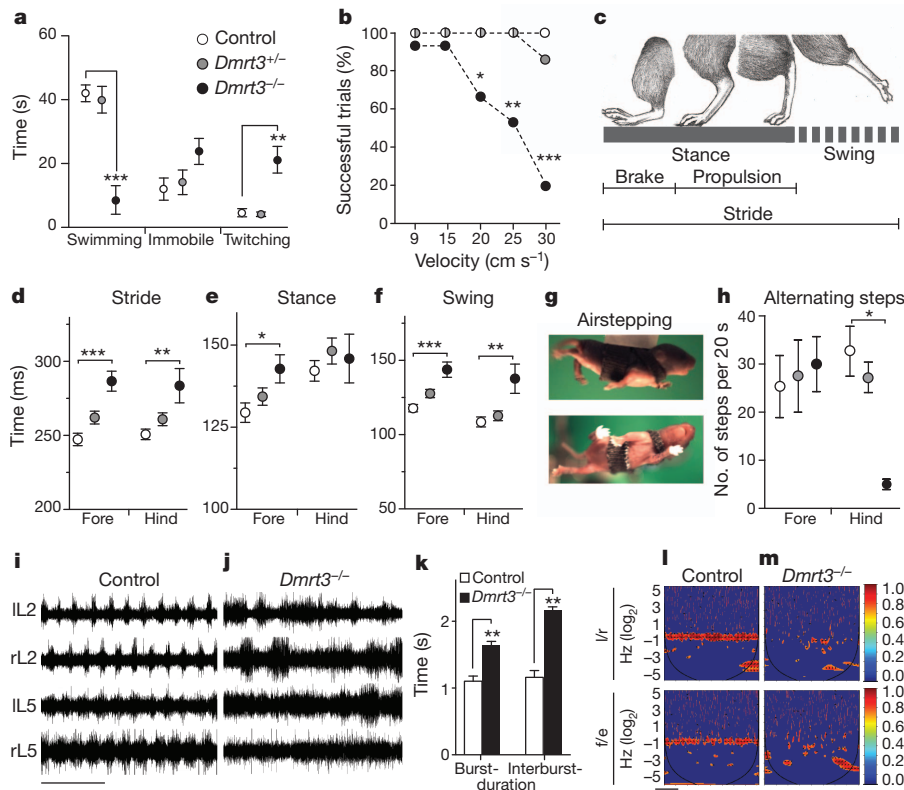 a
Time (s)
60
40
20
0
Swimming Immobile Twitching
Control
Dmrt3+/−
Dmrt3−/−
***
**
b
Successful trials (%)
100
80
60
40
20
0
9 15 20 25 30
Velocity (cm s−1)
*
**
***
c
Stance
Swing
Brake
Propulsion
Stride
d
Stride
Time (ms)
300
250
200
Fore Hind
***
**
e
Stance
150
125
100
Fore Hind
*
f
Swing
150
100
50
Fore Hind
***
**
g
Airstepping
h
Alternating steps
No. of steps per 20 s
40
30
20
10
0
Fore Hind
*
i
Control
j
Dmrt3−/−
lL2
rL2
lL5
rL5
k
Control
Dmrt3−/−
Time (s)
2
1
0
**
**
Burst- Interburst-
duration
l
Control
m
Dmrt3−/−
l/r
Hz (log2)
5
3
1
−1
−3
−5
1.0
0.8
0.6
0.4
0.2
0.0
f/e
Hz (log2)
5
3
1
−1
−3
−5
1.0
0.8
0.6
0.4
0.2
0.0